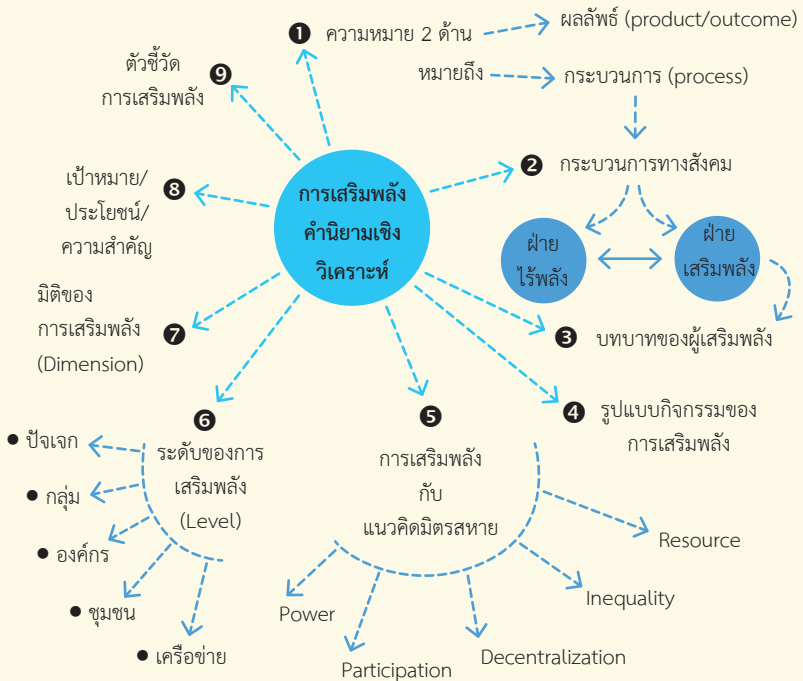 การเสริมพลัง
คำนิยามเชิง
วิเคราะห์
❶ ความหมาย 2 ด้าน
ผลลัพธ์ (product/outcome)
หมายถึง
กระบวนการ (process)
❷ กระบวนการทางสังคม
ฝ่าย
ไร้พลัง
ฝ่าย
เสริมพลัง
❸ บทบาทของผู้เสริมพลัง
❹ รูปแบบกิจกรรมของ
การเสริมพลัง
❺
การเสริมพลัง
กับ
แนวคิดมิตรสหาย
Resource
Inequality
Decentralization
Participation
Power
❻
ระดับของการ
เสริมพลัง
(Level)
● ปัจเจก
● กลุ่ม
● องค์กร
● ชุมชน
● เครือข่าย
❼
มิติของ
การเสริมพลัง
(Dimension)
❽
เป้าหมาย/
ประโยชน์/
ความสำคัญ
❾
ตัวชี้วัด
การเสริมพลัง